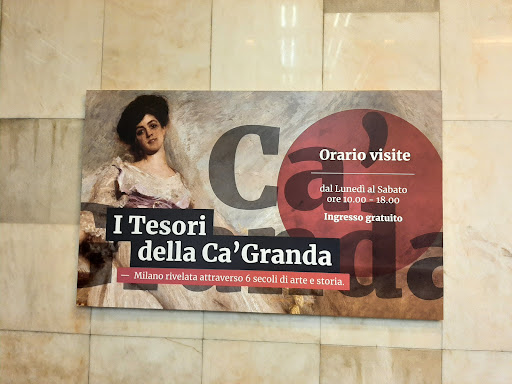 Ca'
Granda
Orario visite
dal Lunedì al Sabato
ore 10.00 - 18.00
Ingresso gratuito
I Tesori
della Ca'Granda
— Milano rivelata attraverso 6 secoli di arte e storia.